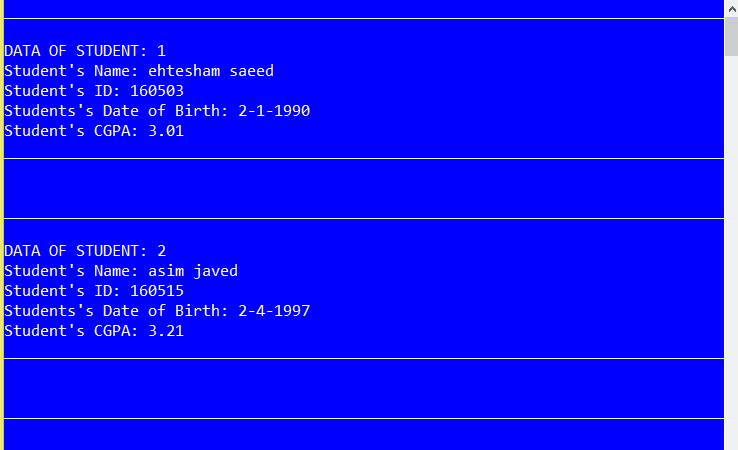 DATA OF STUDENT: 1
Student's Name: ehtesham saeed
Student's ID: 160503
Students's Date of Birth: 2-1-1990
Student's CGPA: 3.01
DATA OF STUDENT: 2
Student's Name: asim javed
Student's ID: 160515
Students's Date of Birth: 2-4-1997
Student's CGPA: 3.21